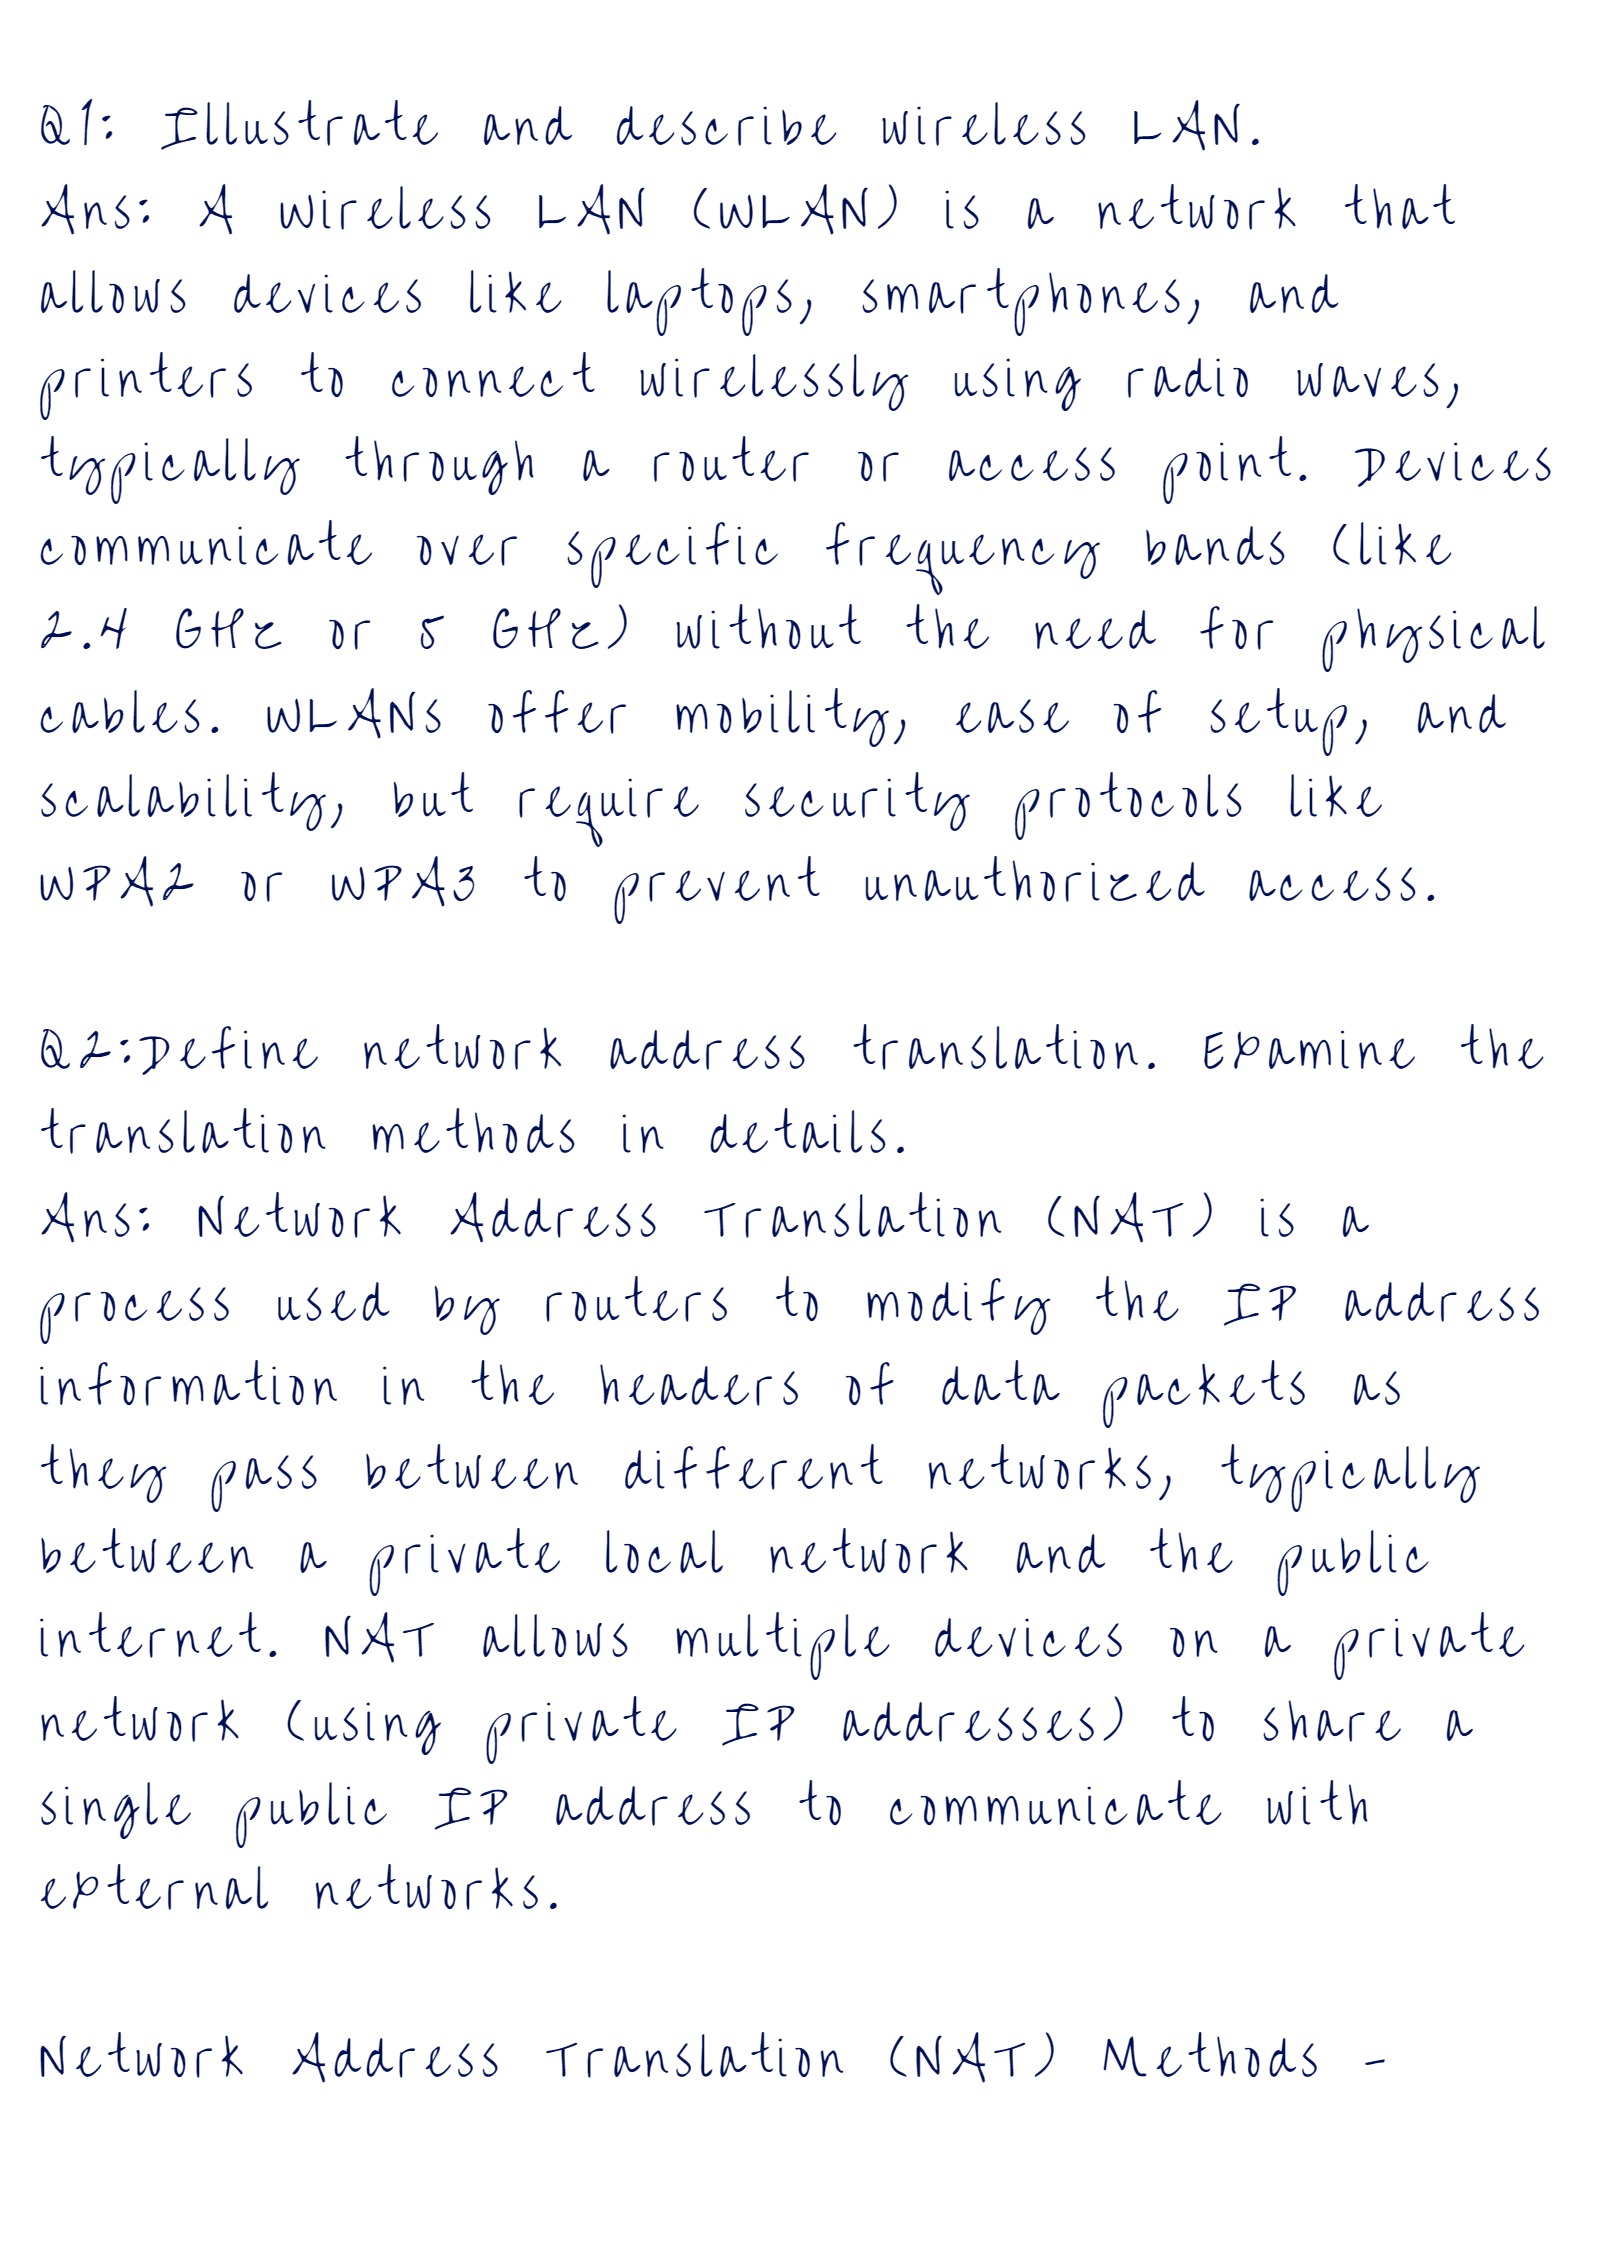 Q1: Illustrate and describe wireless LAN.
Ans: A wireless LAN (WLAN) is a network that
allows devices like laptops, smartphones, and
printers to connect wirelessly using radio waves,
typically through a router or access point. Devices
communicate over specific frequency bands (like
2.4 GHz or 5 GHz) without the need for physical
cables. WLANs offer mobility, ease of setup, and
scalability, but require security protocols like
WPA2 or WPA3 to prevent unauthorized access.
Q2:Define network address translation. Examine the
translation methods in details.
Ans: Network Address Translation (NAT) is a
process used by routers to modify the IP address
information in the headers of data packets as
they pass between different networks, typically
between a private local network and the public
internet. NAT allows multiple devices on a private
network (using private IP addresses) to share a
single public IP address to communicate with
external networks.
Network Address Translation (NAT) Methods -